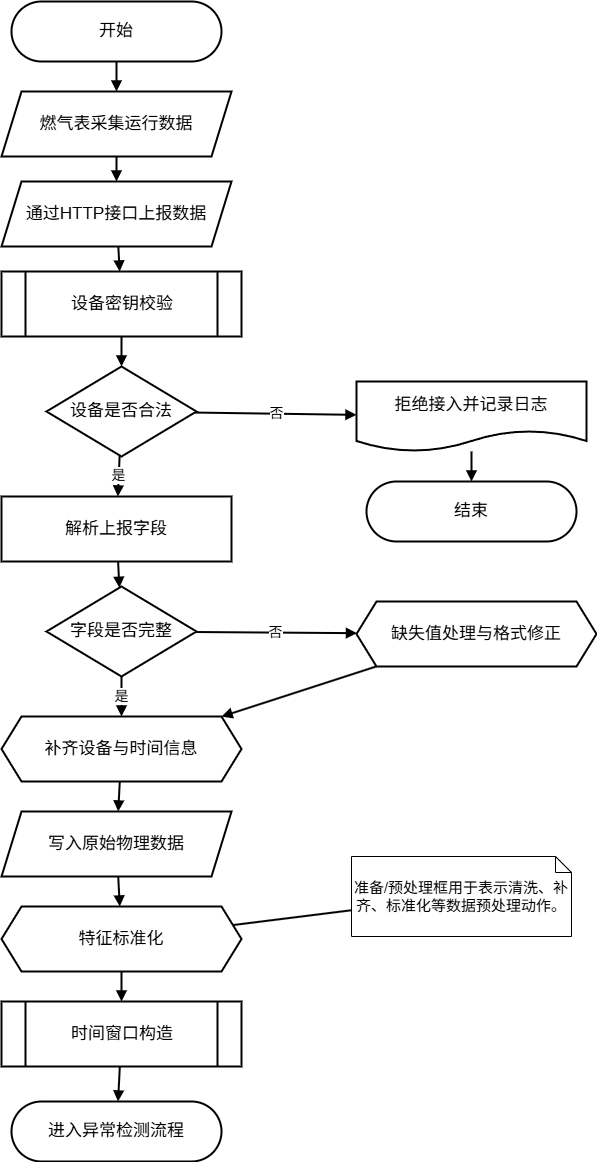 开始
燃气表采集运行数据
通过HTTP接口上报数据
设备密钥校验
设备是否合法
否
拒绝接入并记录日志
是
结束
解析上报字段
字段是否完整
否
缺失值处理与格式修正
是
补齐设备与时间信息
写入原始物理数据
准备/预处理框用于表示清洗、补
齐、标准化等数据预处理动作。
特征标准化
时间窗口构造
进入异常检测流程